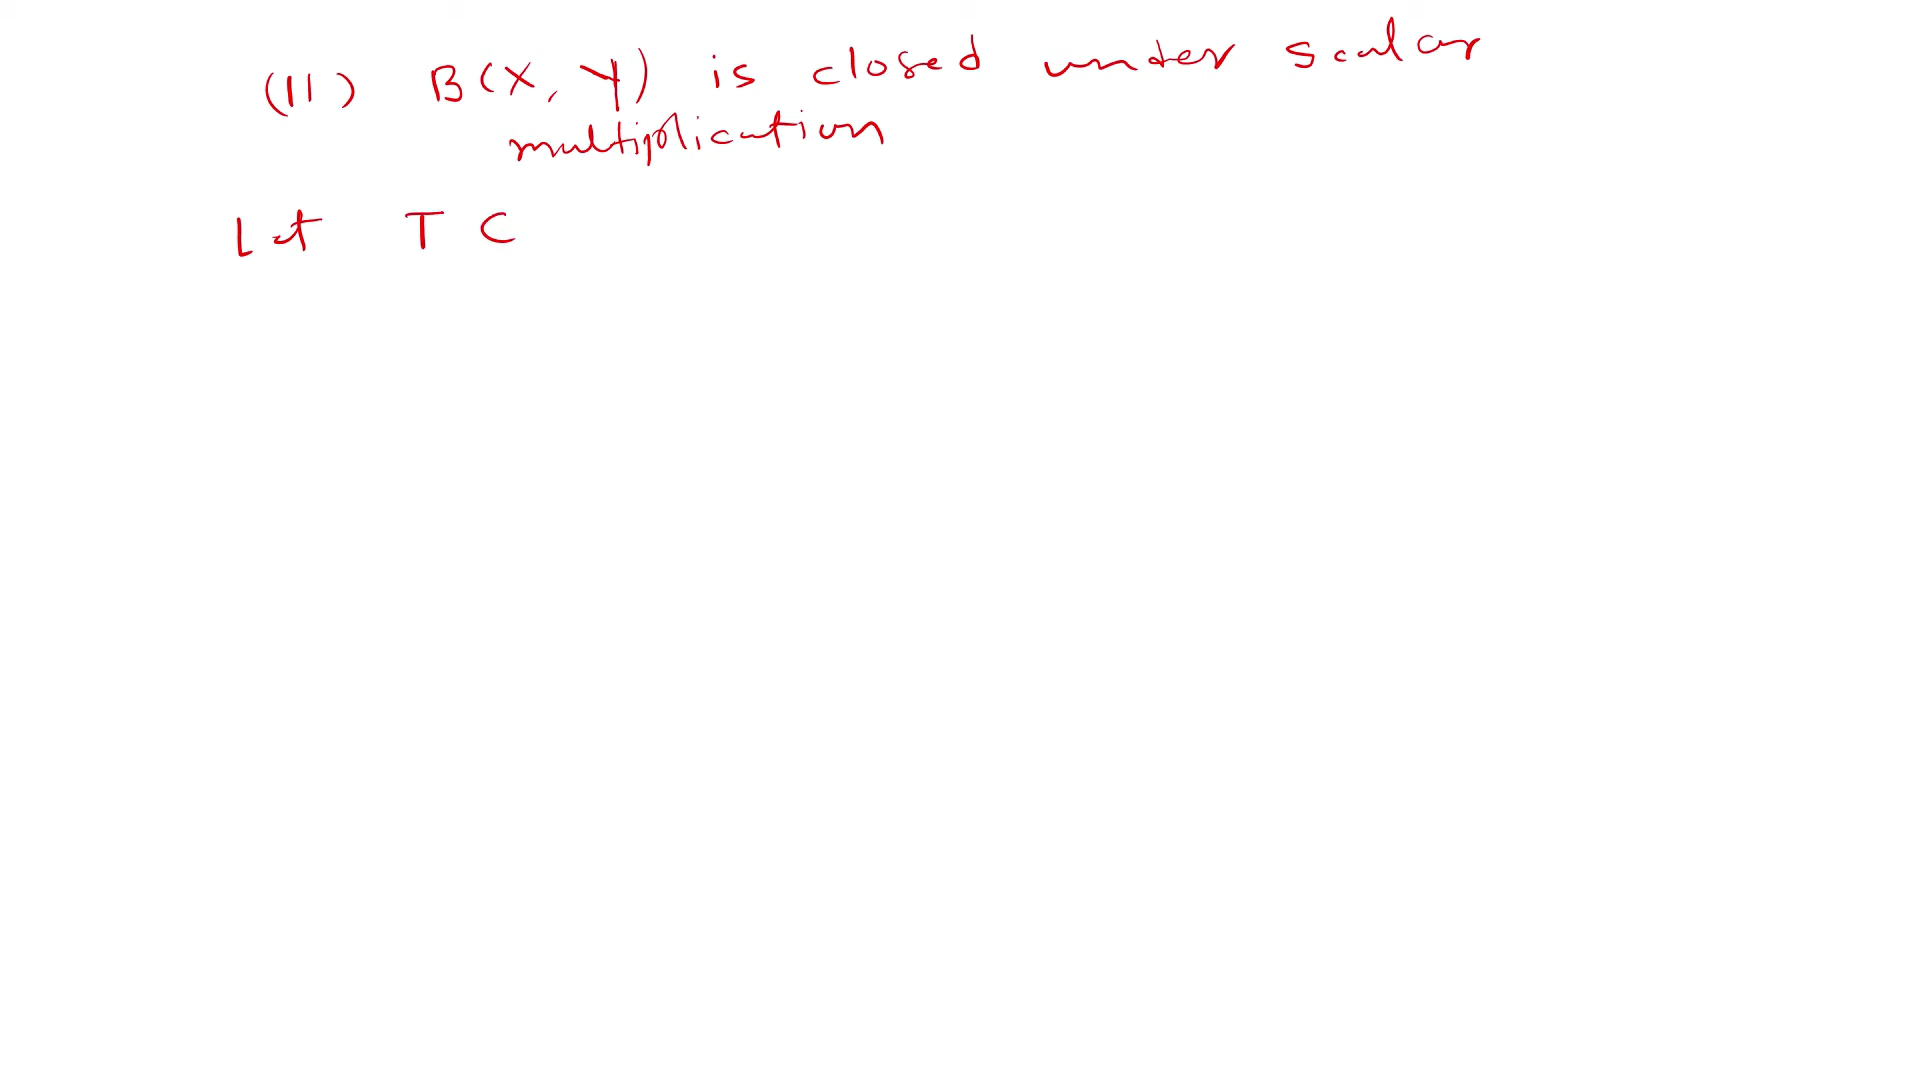 (II) B(X, Y) is closed under scalar
multiplication
Let T C